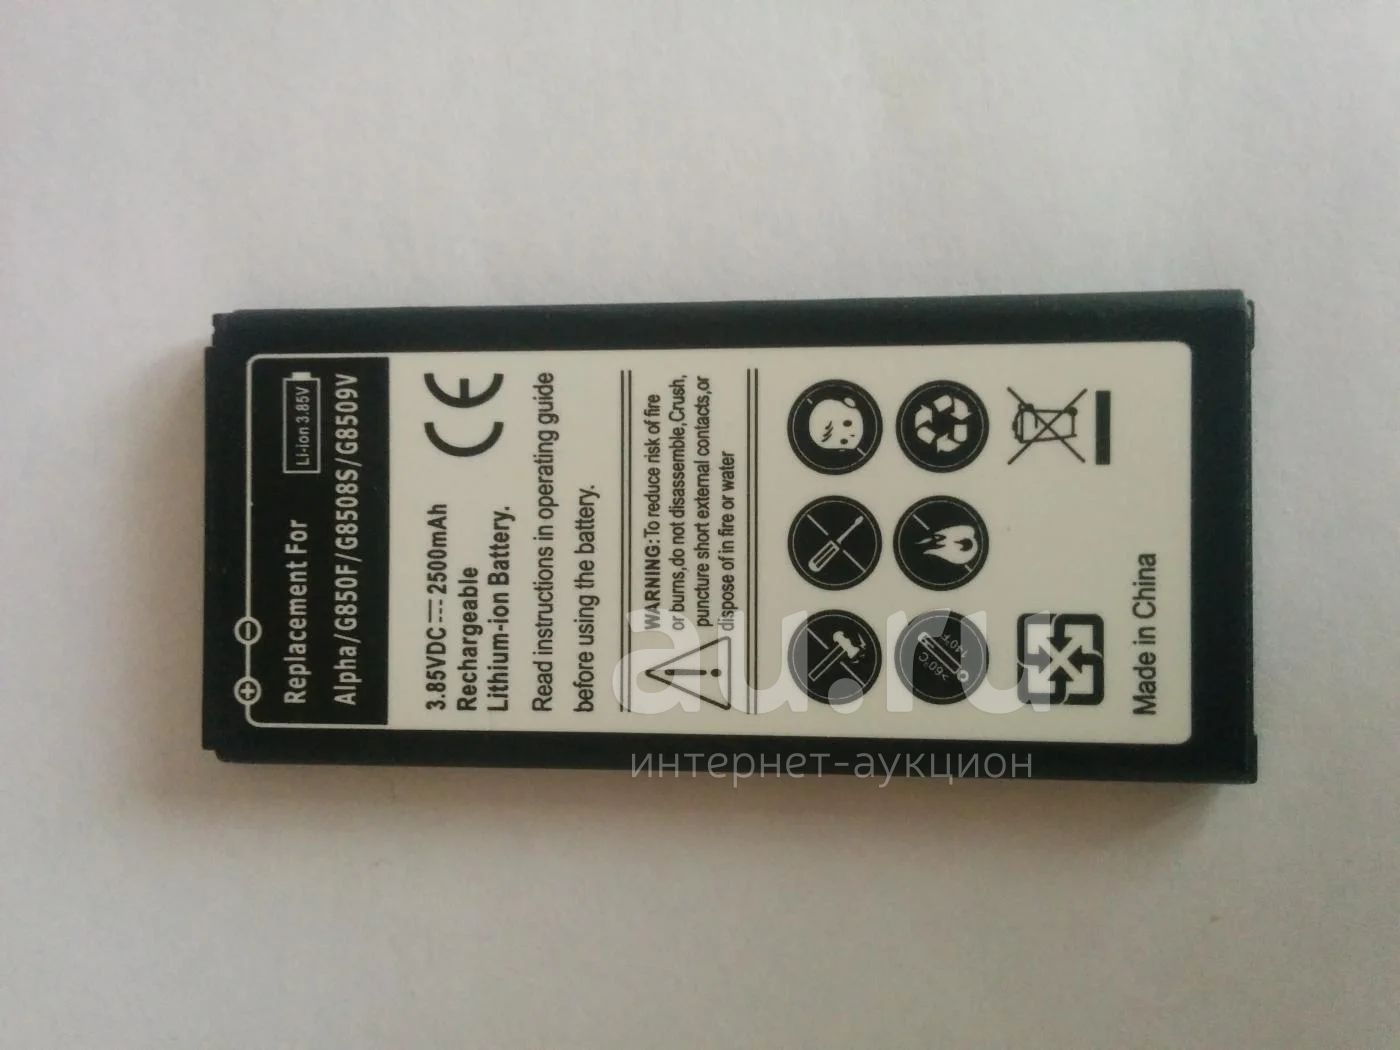 Replacement For
Li-ion 3.85V
Alpha/G850F/G8508S/G8509V
3.85VDC⎓2500mAh
Rechargeable
Lithium-ion Battery.
CE
Read instructions in operating guide
before using the battery.
WARNING:To reduce risk of fire
or burns,do not disassemble,Crush,
puncture short external contacts,or
dispose of in fire or water
>60°C
140°F
Made in China
au.ru
интернет-аукцион